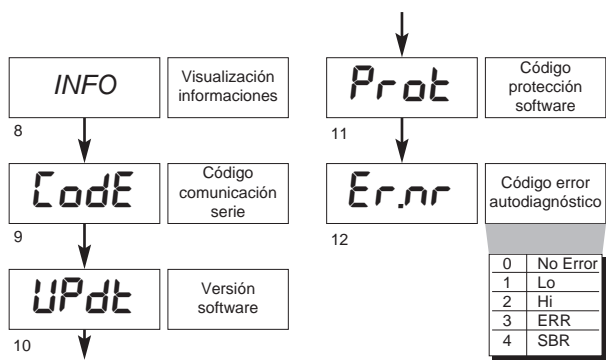 INFO
Visualización
informaciones
8
CodE
Código
comunicación
serie
9
UPdt
Versión
software
10
Prot
Código
protección
software
11
Er.nr
Código error
autodiagnóstico
12
0 No Error
1 Lo
2 Hi
3 ERR
4 SBR